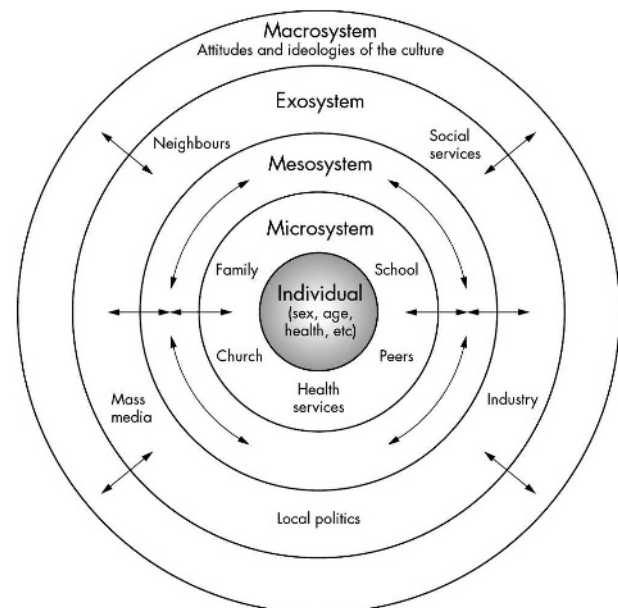 Macrosystem
Attitudes and ideologies of the culture
Exosystem
Neighbours
Social
services
Mesosystem
Microsystem
Family
School
Individual
(sex, age,
health, etc)
Church
Peers
Health
services
Mass
media
Industry
Local politics